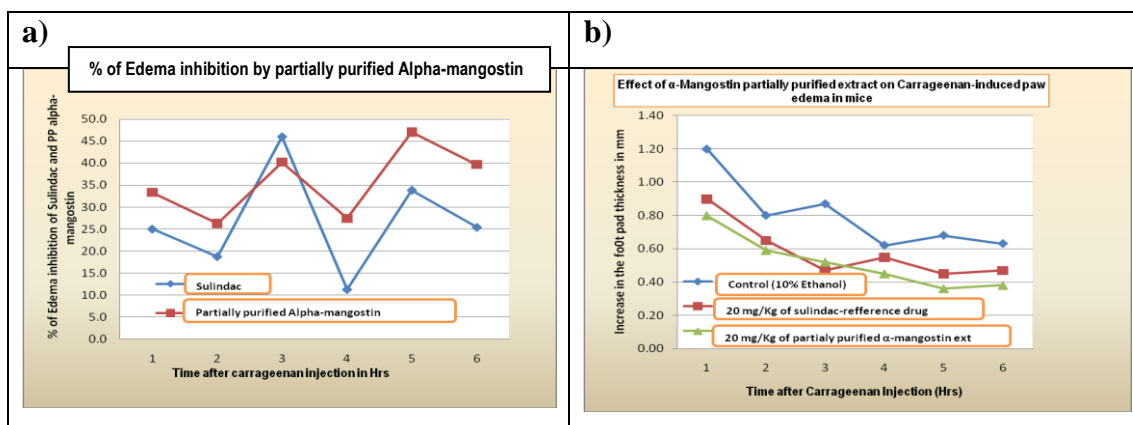 a)
% of Edema inhibition by partially purified Alpha-mangostin
% of Edema inhibition of Sulindac and PP alpha-
mangostin
50.0
45.0
40.0
35.0
30.0
25.0
20.0
15.0
10.0
5.0
0.0
Sulindac
Partially purified Alpha-mangostin
1 2 3 4 5 6
Time after carrageenan injection in Hrs
b)
Effect of α-Mangostin partially purified extract on Carrageenan-induced paw
edema in mice
Increase in the fo0t pad thickness in mm
1.40
1.20
1.00
0.80
0.60
0.40
0.20
0.00
Control (10% Ethanol)
20 mg/Kg of sulindac-refference drug
20 mg/Kg of partialy purified α-mangostin ext
1 2 3 4 5 6
Time after Carrageenan Injection (Hrs)